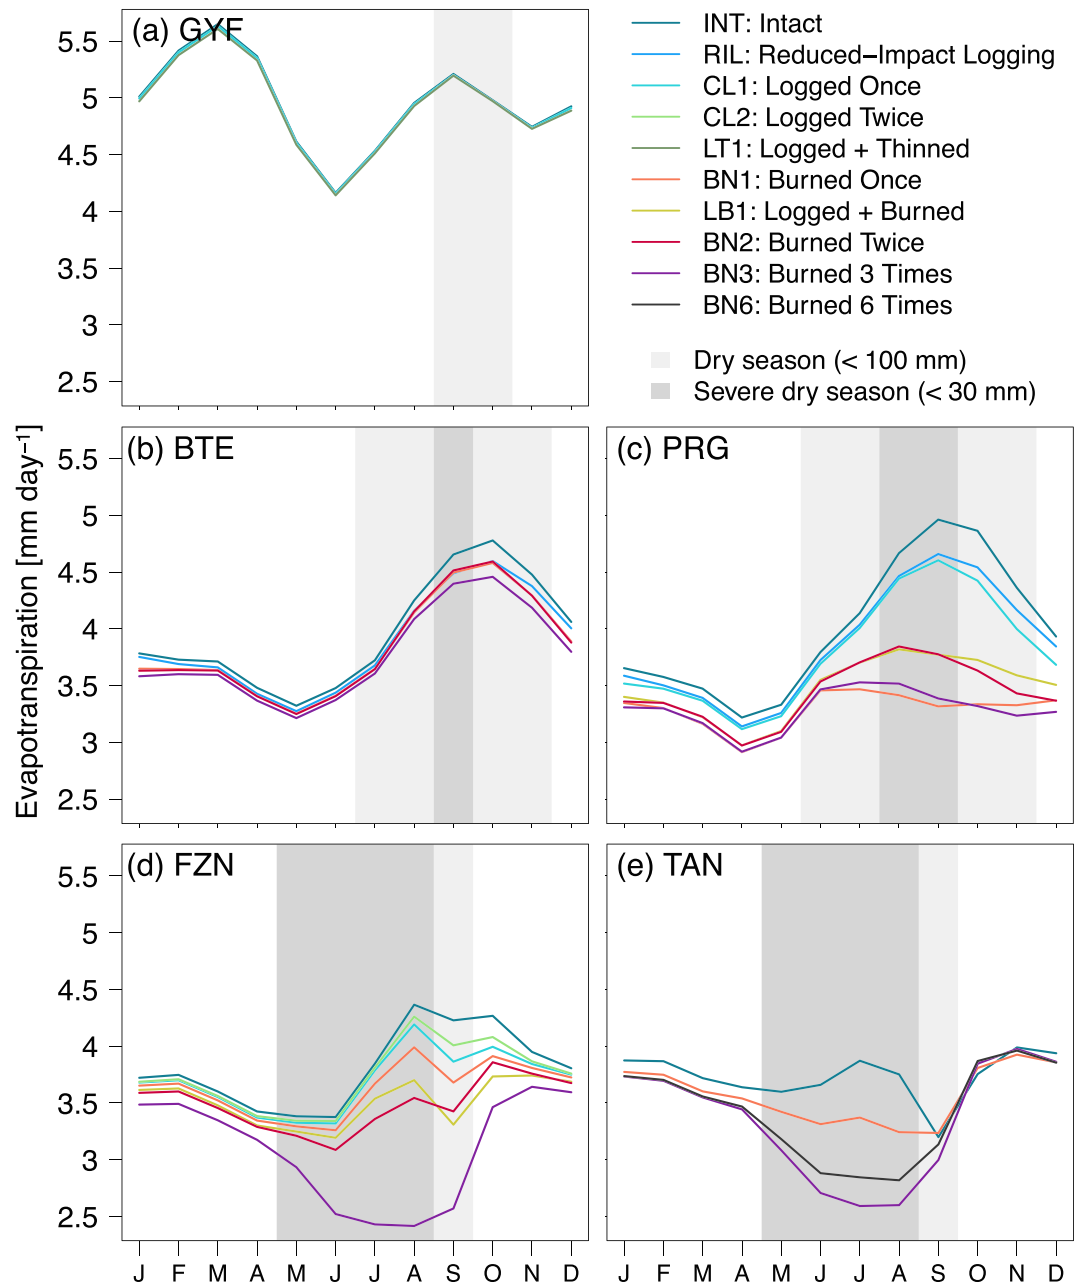 (a) GYF
5.5
5
4.5
4
3.5
3
2.5
INT: Intact
RIL: Reduced−Impact Logging
CL1: Logged Once
CL2: Logged Twice
LT1: Logged + Thinned
BN1: Burned Once
LB1: Logged + Burned
BN2: Burned Twice
BN3: Burned 3 Times
BN6: Burned 6 Times
Dry season (< 100 mm)
Severe dry season (< 30 mm)
Evapotranspiration [mm day⁻¹]
(b) BTE
5.5
5
4.5
4
3.5
3
2.5
(c) PRG
(d) FZN
5.5
5
4.5
4
3.5
3
2.5
J F M A M J J A S O N D
(e) TAN
J F M A M J J A S O N D